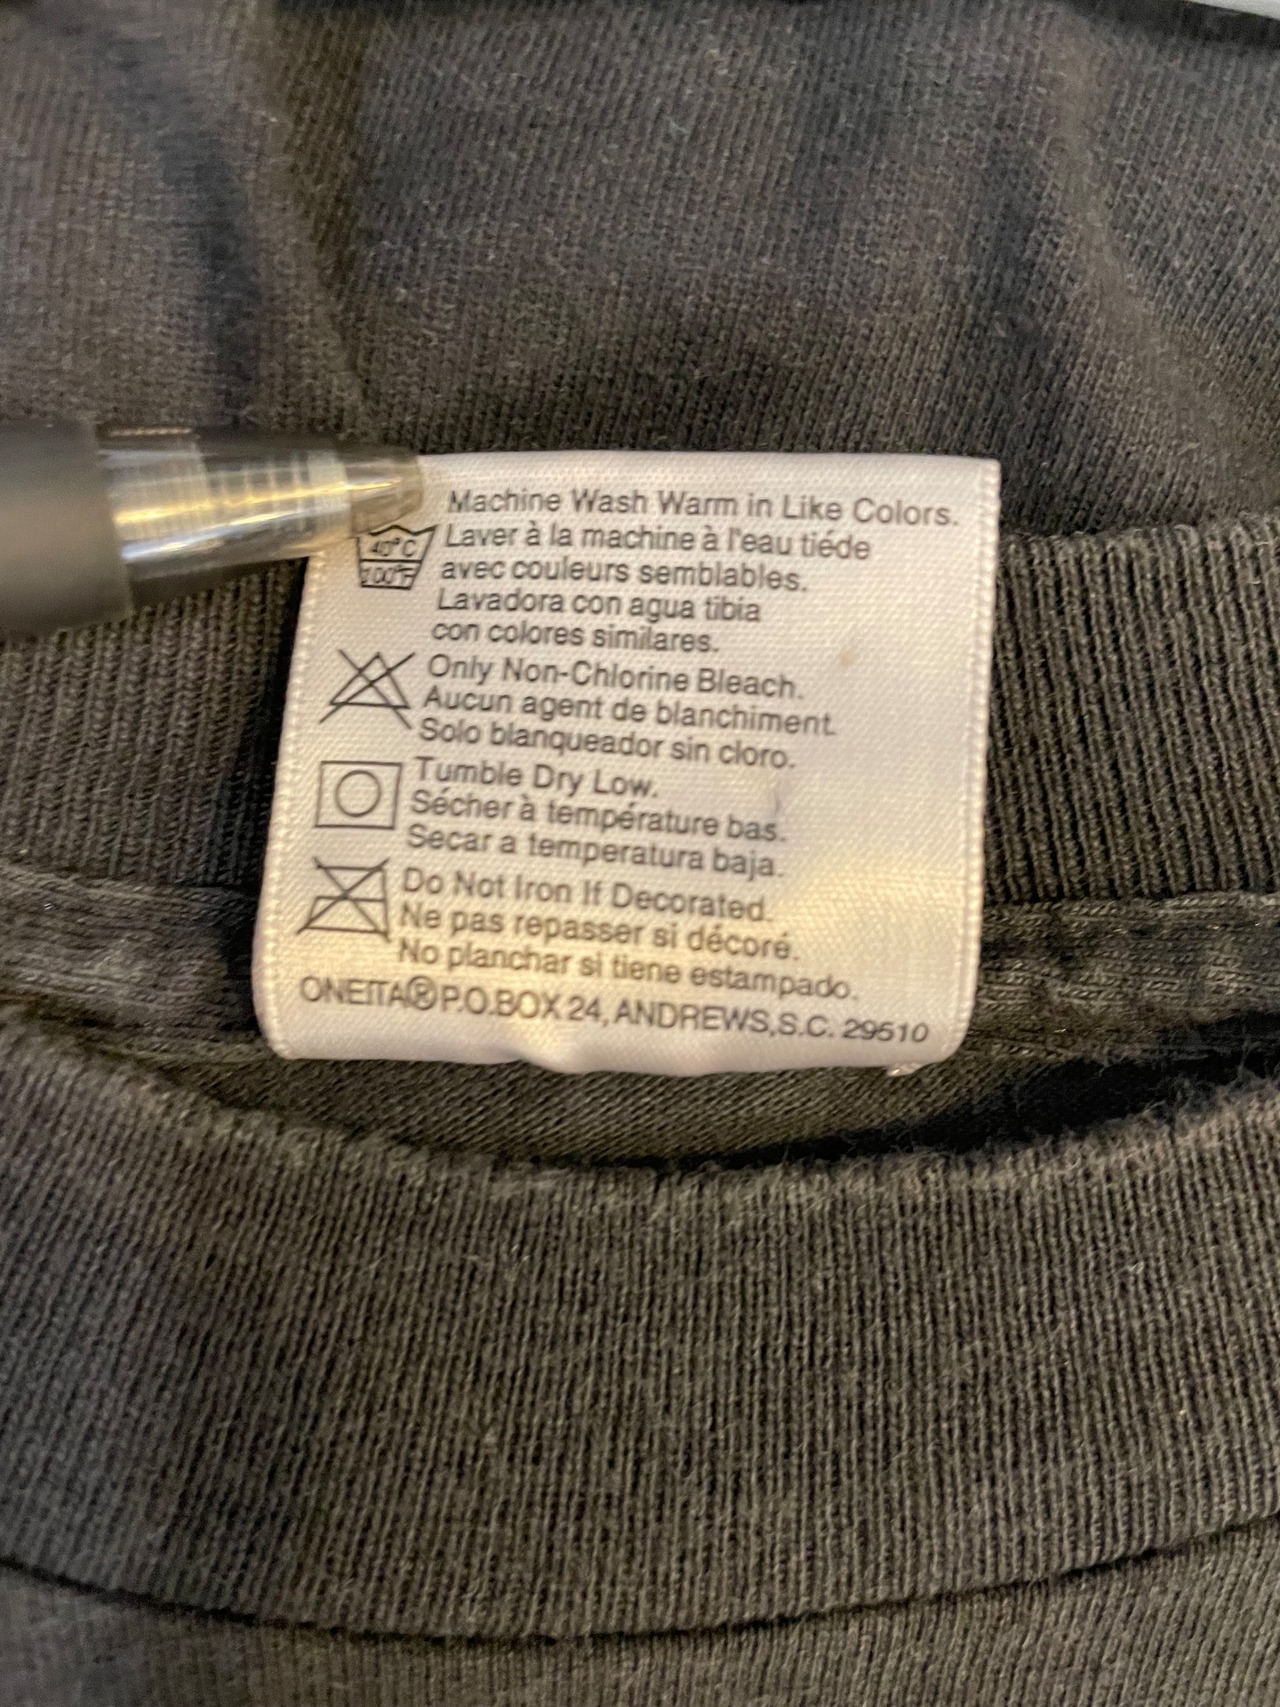 Machine Wash Warm in Like Colors.
40°C
100°F
Laver à la machine à l'eau tiéde
avec couleurs semblables.
Lavadora con agua tibia
con colores similares.
Only Non-Chlorine Bleach.
Aucun agent de blanchiment.
Solo blanqueador sin cloro.
Tumble Dry Low.
Sécher à température bas.
Secar a temperatura baja.
Do Not Iron If Decorated.
Ne pas repasser si décoré.
No planchar si tiene estampado.
ONEITA® P.O.BOX 24, ANDREWS, S.C. 29510